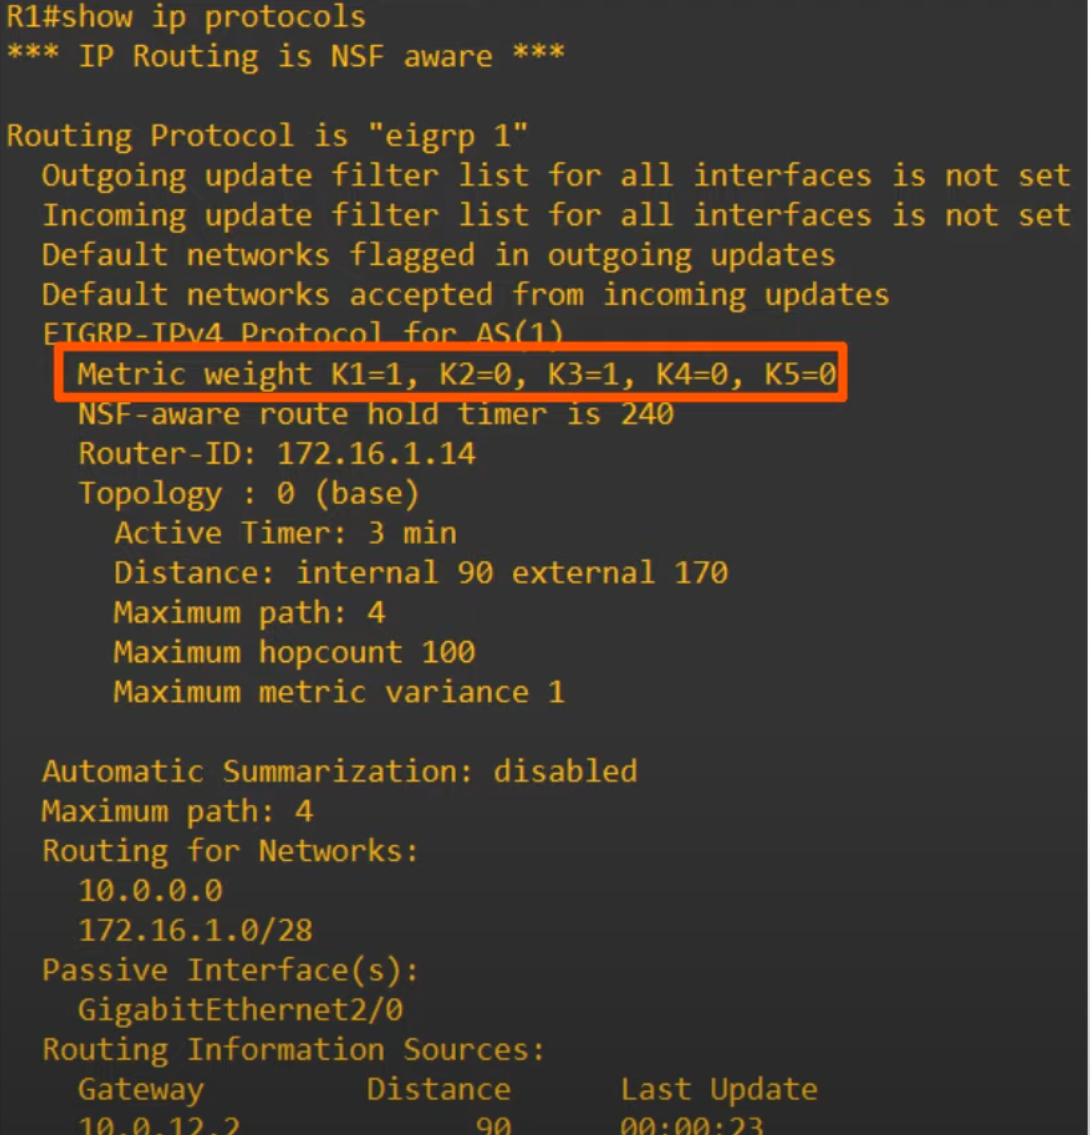 R1#show ip protocols
*** IP Routing is NSF aware ***
Routing Protocol is "eigrp 1"
Outgoing update filter list for all interfaces is not set
Incoming update filter list for all interfaces is not set
Default networks flagged in outgoing updates
Default networks accepted from incoming updates
EIGRP-IPv4 Protocol for AS(1)
Metric weight K1=1, K2=0, K3=1, K4=0, K5=0
NSF-aware route hold timer is 240
Router-ID: 172.16.1.14
Topology : 0 (base)
Active Timer: 3 min
Distance: internal 90 external 170
Maximum path: 4
Maximum hopcount 100
Maximum metric variance 1
Automatic Summarization: disabled
Maximum path: 4
Routing for Networks:
10.0.0.0
172.16.1.0/28
Passive Interface(s):
GigabitEthernet2/0
Routing Information Sources:
Gateway Distance Last Update
10.0.12.2 90 00:00:23